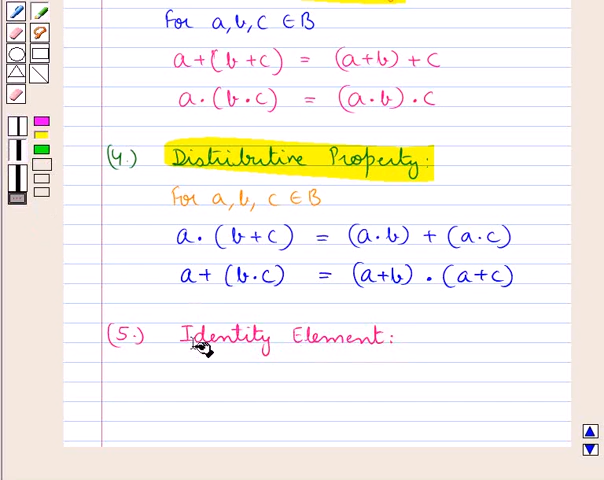 For a, b, c ∈ B
a + (b + c) = (a + b) + c
a · (b · c) = (a · b) · c
(4.) Distributive Property:
For a, b, c ∈ B
a · (b + c) = (a · b) + (a · c)
a + (b · c) = (a + b) · (a + c)
(5.) Identity Element: